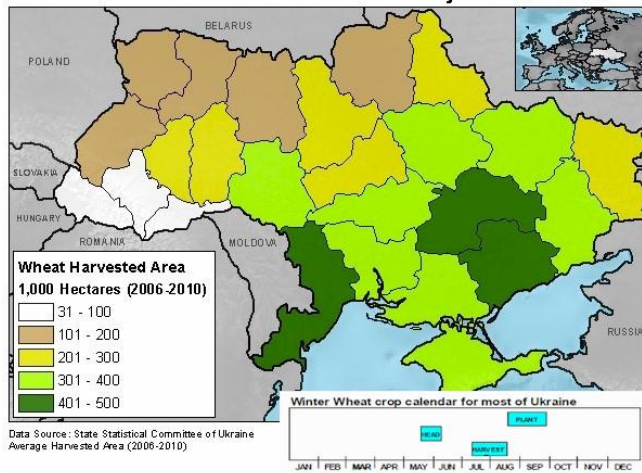 BELARUS
POLAND
SLOVAKIA
HUNGARY
ROMANIA
MOLDOVA
RUSSIA
Wheat Harvested Area
1,000 Hectares (2006-2010)
31 - 100
101 - 200
201 - 300
301 - 400
401 - 500
Winter Wheat crop calendar for most of Ukraine
PLANT
HEAD
HARVEST
JAN FEB MAR APR MAY JUN JUL AUG SEP OCT NOV DEC
Data Source: State Statistical Committee of Ukraine
Average Harvested Area (2006-2010)